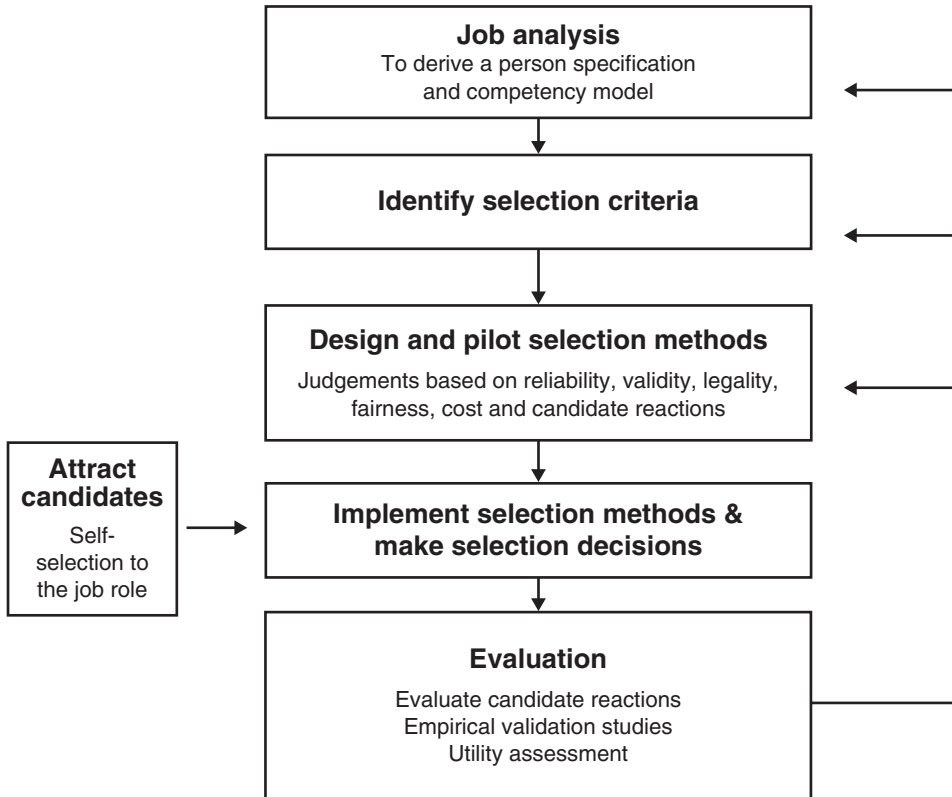 Job analysis
To derive a person specification
and competency model
Identify selection criteria
Design and pilot selection methods
Judgements based on reliability, validity, legality,
fairness, cost and candidate reactions
Attract
candidates
Self-
selection to
the job role
Implement selection methods &
make selection decisions
Evaluation
Evaluate candidate reactions
Empirical validation studies
Utility assessment